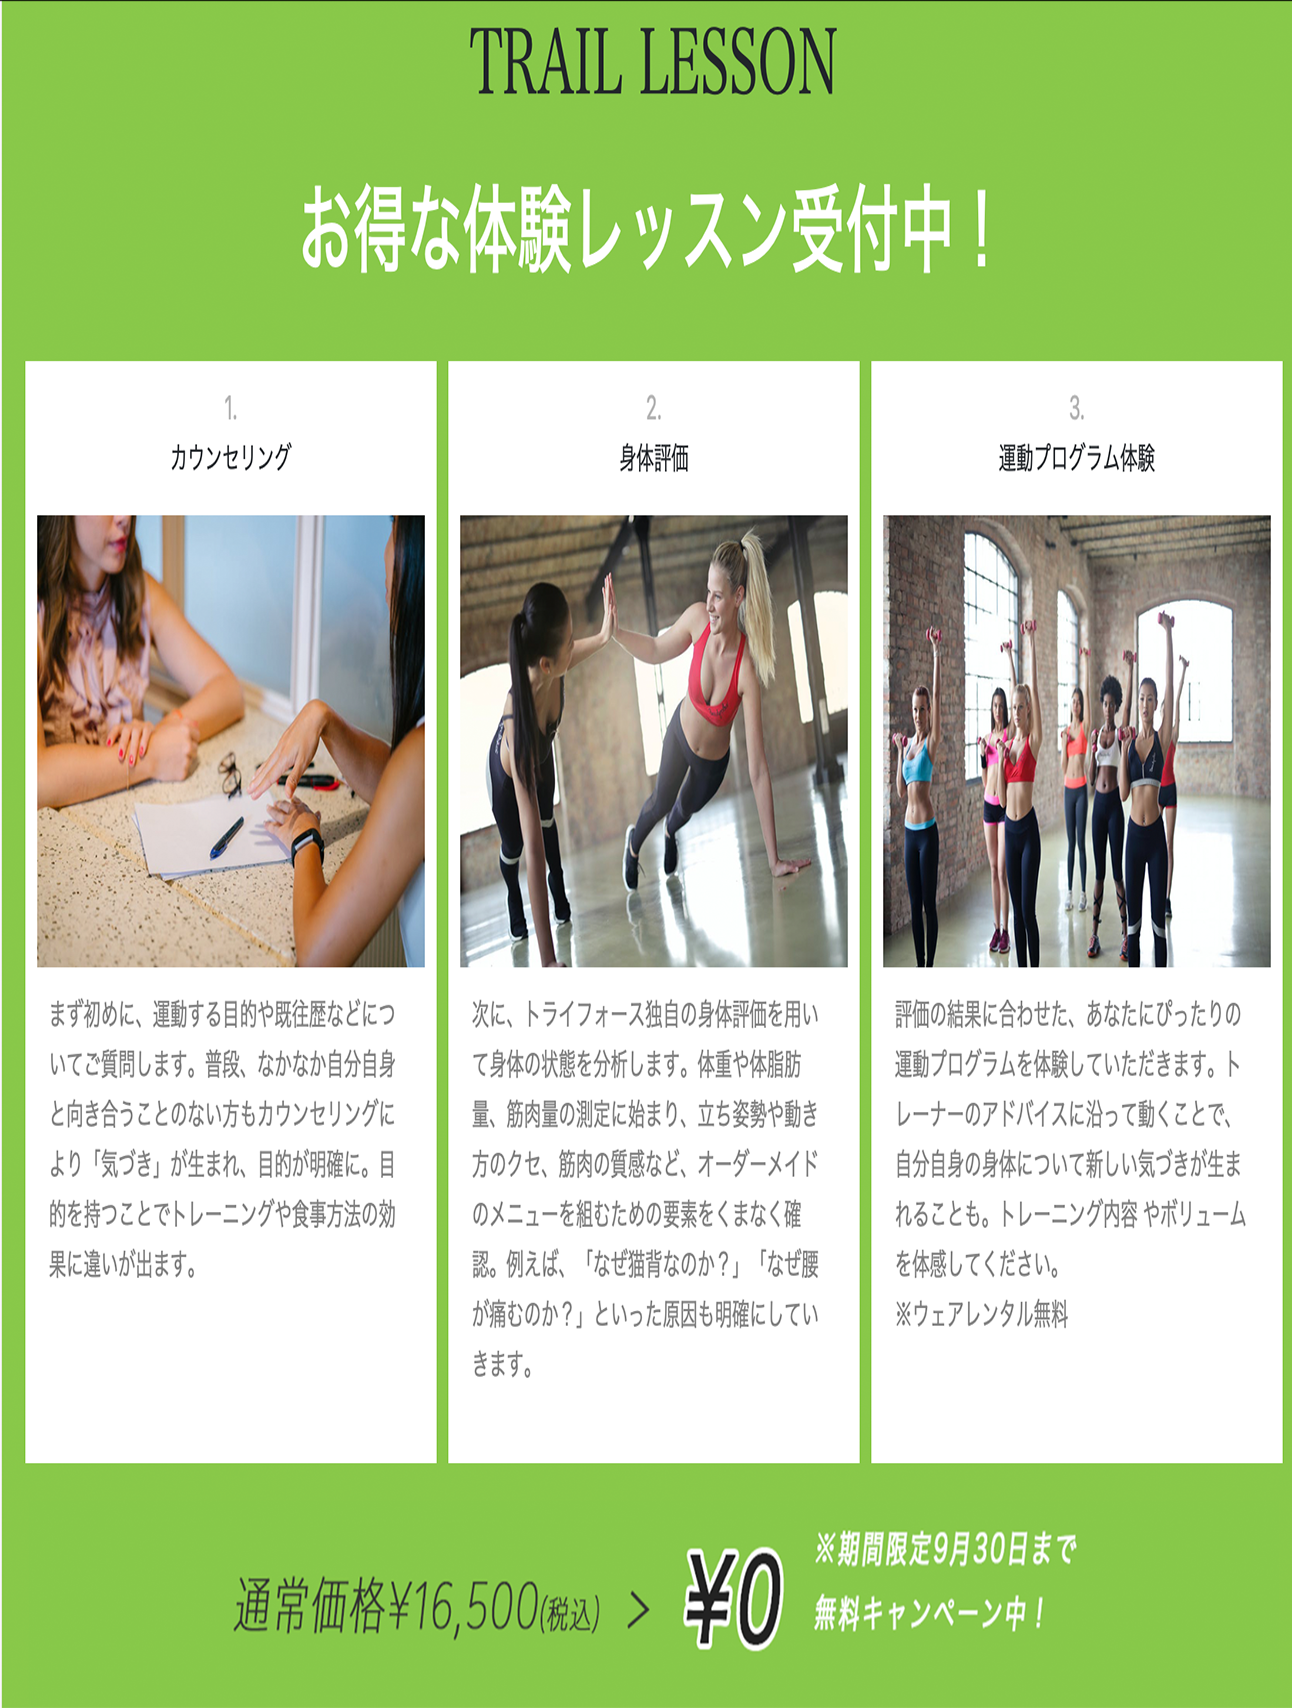 TRAIL LESSON
お得な体験レッスン受付中！
1.
カウンセリング
まず初めに、運動する目的や既往歴などにつ
いてご質問します。普段、なかなか自分自身
と向き合うことのない方もカウンセリングに
より「気づき」が生まれ、目的が明確に。目
的を持つことでトレーニングや食事方法の効
果に違いが出ます。
2.
身体評価
次に、トライフォース独自の身体評価を用い
て身体の状態を分析します。体重や体脂肪
量、筋肉量の測定に始まり、立ち姿勢や動き
方のクセ、筋肉の質感など、オーダーメイド
のメニューを組むための要素をくまなく確
認。例えば、「なぜ猫背なのか？」「なぜ腰
が痛むのか？」といった原因も明確にしてい
きます。
3.
運動プログラム体験
評価の結果に合わせた、あなたにぴったりの
運動プログラムを体験していただきます。ト
レーナーのアドバイスに沿って動くことで、
自分自身の身体について新しい気づきが生ま
れることも。トレーニング内容 やボリューム
を体感してください。
※ウェアレンタル無料
通常価格¥16,500(税込) > ¥0
※期間限定9月30日まで
無料キャンペーン中！